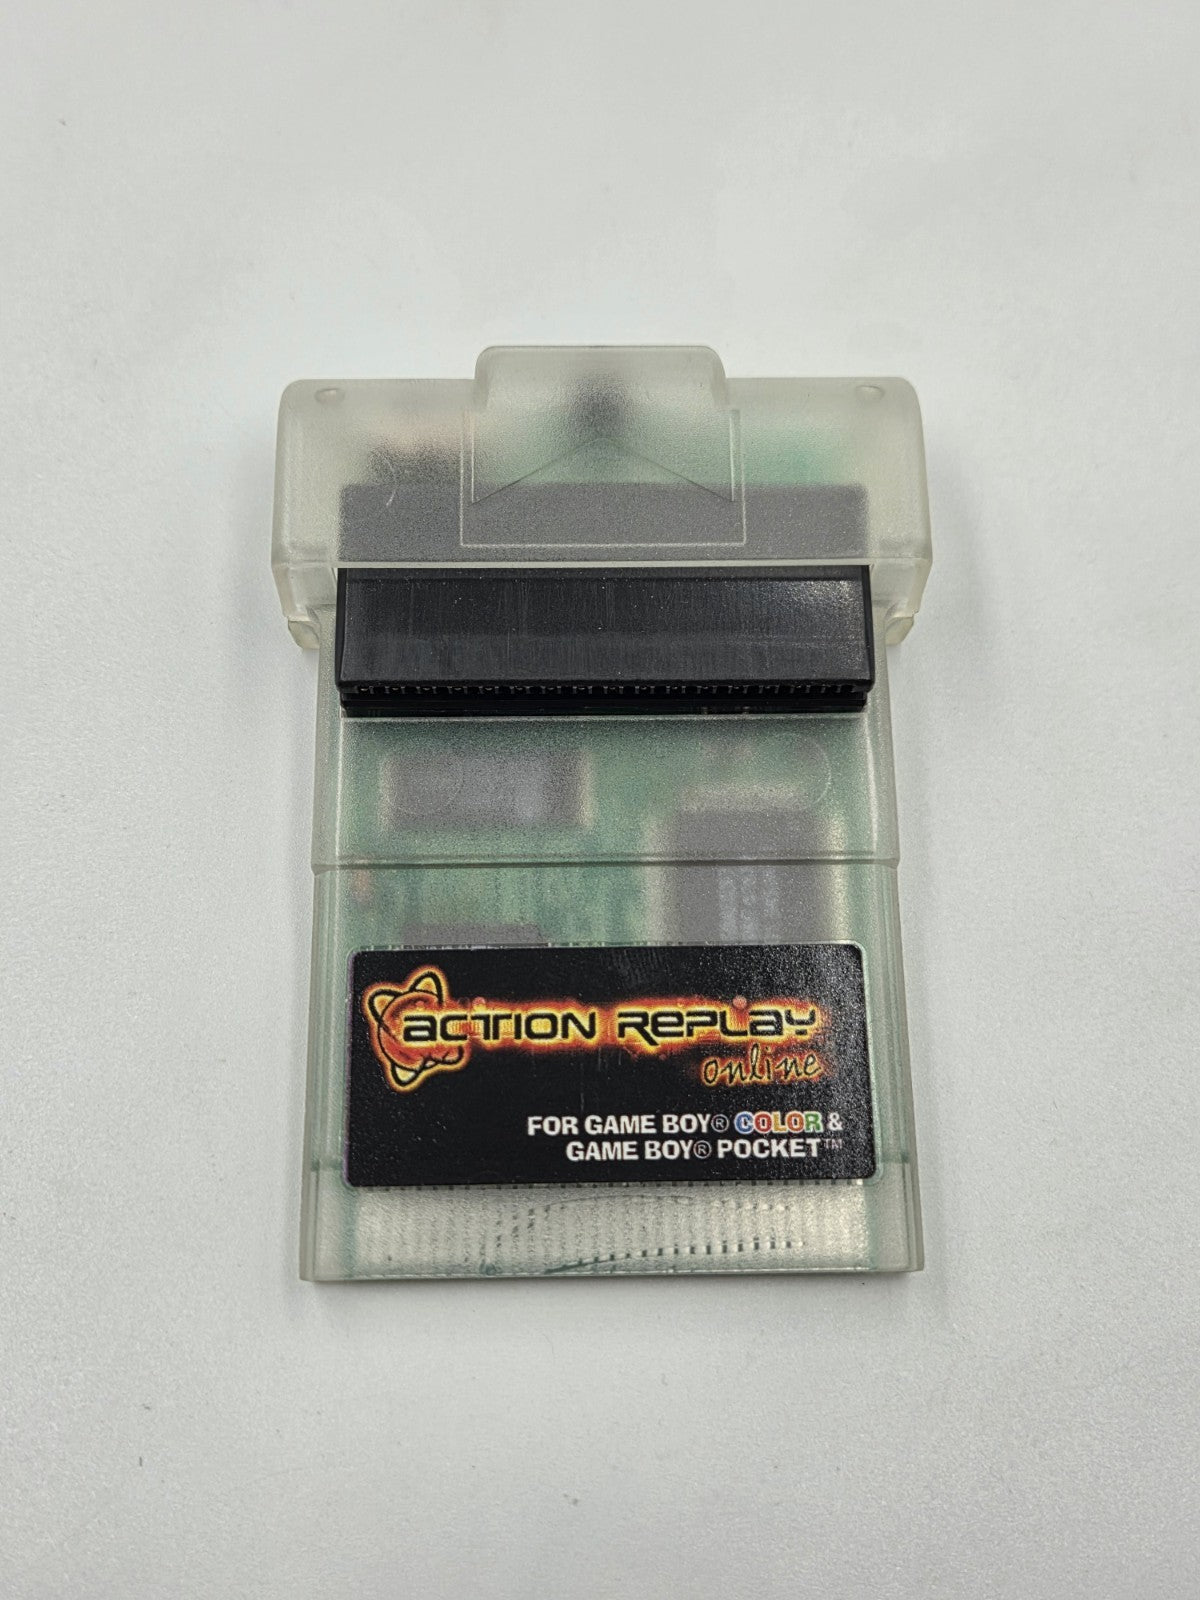 ACTION REPLAY
online
FOR GAME BOY® COLOR &
GAME BOY® POCKET™